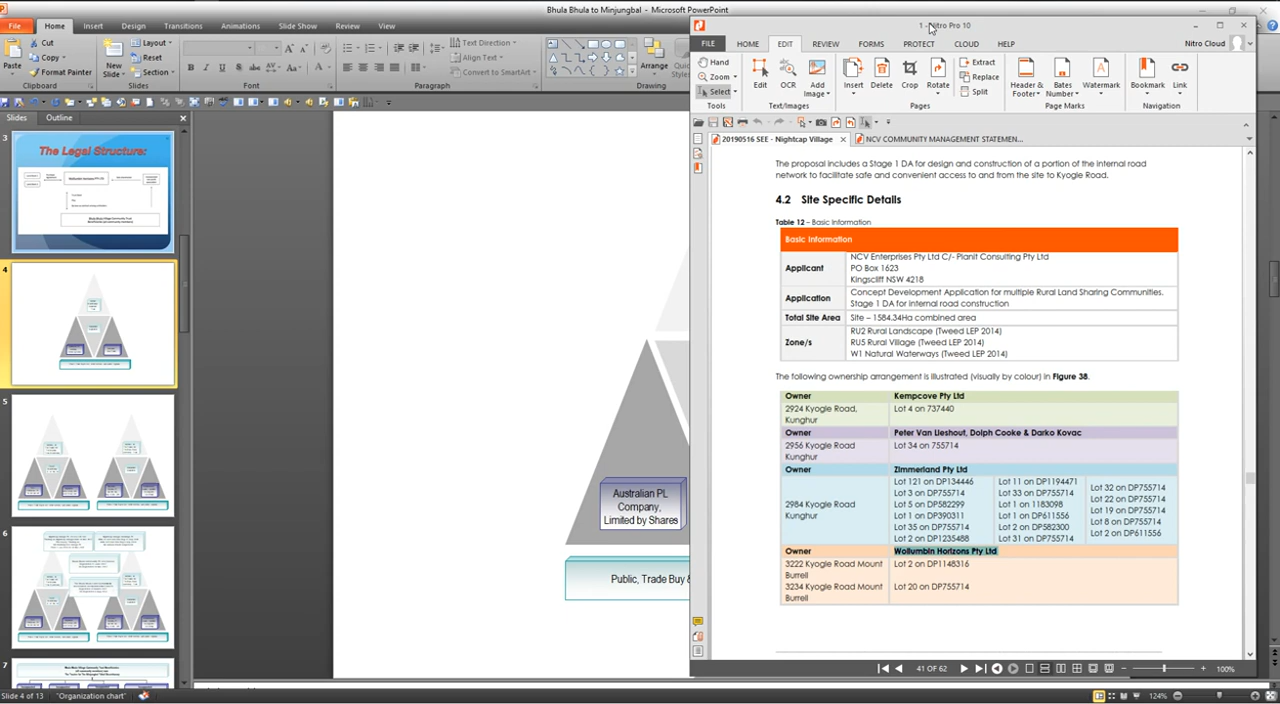 Bhula Bhula to Minjungbal - Microsoft PowerPoint
File Home Insert Design Transitions Animations Slide Show Review View
Cut
Copy
Format Painter
Paste
Clipboard
New Slide
Layout
Reset
Section
Slides
Font
Paragraph
Text Direction
Align Text
Convert to SmartArt
Arrange
Quick
Drawing
Slides Outline
3
The Legal Structure:
4
5
6
7
Australian PL
Company,
Limited by Shares
Public, Trade Buy &
Slide 4 of 13 "Organization chart"
124%
1 - Nitro Pro 10
FILE HOME EDIT REVIEW FORMS PROTECT CLOUD HELP
Nitro Cloud
Hand
Zoom
Select
Tools
Edit OCR Add Image
Text/Images
Insert Delete Crop Rotate
Extract
Replace
Split
Pages
Header & Footer Bates Number Watermark
Page Marks
Bookmark Link
Navigation
20190516 SEE - Nightcap Village NCV COMMUNITY MANAGEMENT STATEMEN...
The proposal includes a Stage 1 DA for design and construction of a portion of the internal road
network to facilitate safe and convenient access to and from the site to Kyogle Road.
4.2 Site Specific Details
Table 12 – Basic Information
Basic Information
Applicant
NCV Enterprises Pty Ltd C/- Planit Consulting Pty Ltd
PO Box 1623
Kingscliff NSW 4218
Application
Concept Development Application for multiple Rural Land Sharing Communities.
Stage 1 DA for internal road construction
Total Site Area Site – 1584.34Ha combined area
Zone/s
RU2 Rural Landscape (Tweed LEP 2014)
RU5 Rural Village (Tweed LEP 2014)
W1 Natural Waterways (Tweed LEP 2014)
The following ownership arrangement is illustrated (visually by colour) in Figure 38.
Owner Kempcove Pty Ltd
2924 Kyogle Road, Lot 4 on 737440
Kunghur
Owner Peter Van Lieshout, Dolph Cooke & Darko Kovac
2956 Kyogle Road Lot 34 on 755714
Kunghur
Owner Zimmerland Pty Ltd
2984 Kyogle Road
Kunghur
Lot 121 on DP134446
Lot 3 on DP755714
Lot 5 on DP582299
Lot 1 on DP390311
Lot 35 on DP755714
Lot 2 on DP1235488
Lot 11 on DP1194471
Lot 33 on DP755714
Lot 1 on 1183098
Lot 1 on DP611556
Lot 2 on DP582300
Lot 31 on DP755714
Lot 32 on DP755714
Lot 22 on DP755714
Lot 19 on DP755714
Lot 8 on DP755714
Lot 2 on DP611556
Owner Wollumbin Horizons Pty Ltd
3222 Kyogle Road Mount Lot 2 on DP1148316
Burrell
3234 Kyogle Road Mount Lot 20 on DP755714
Burrell
41 OF 62
100%